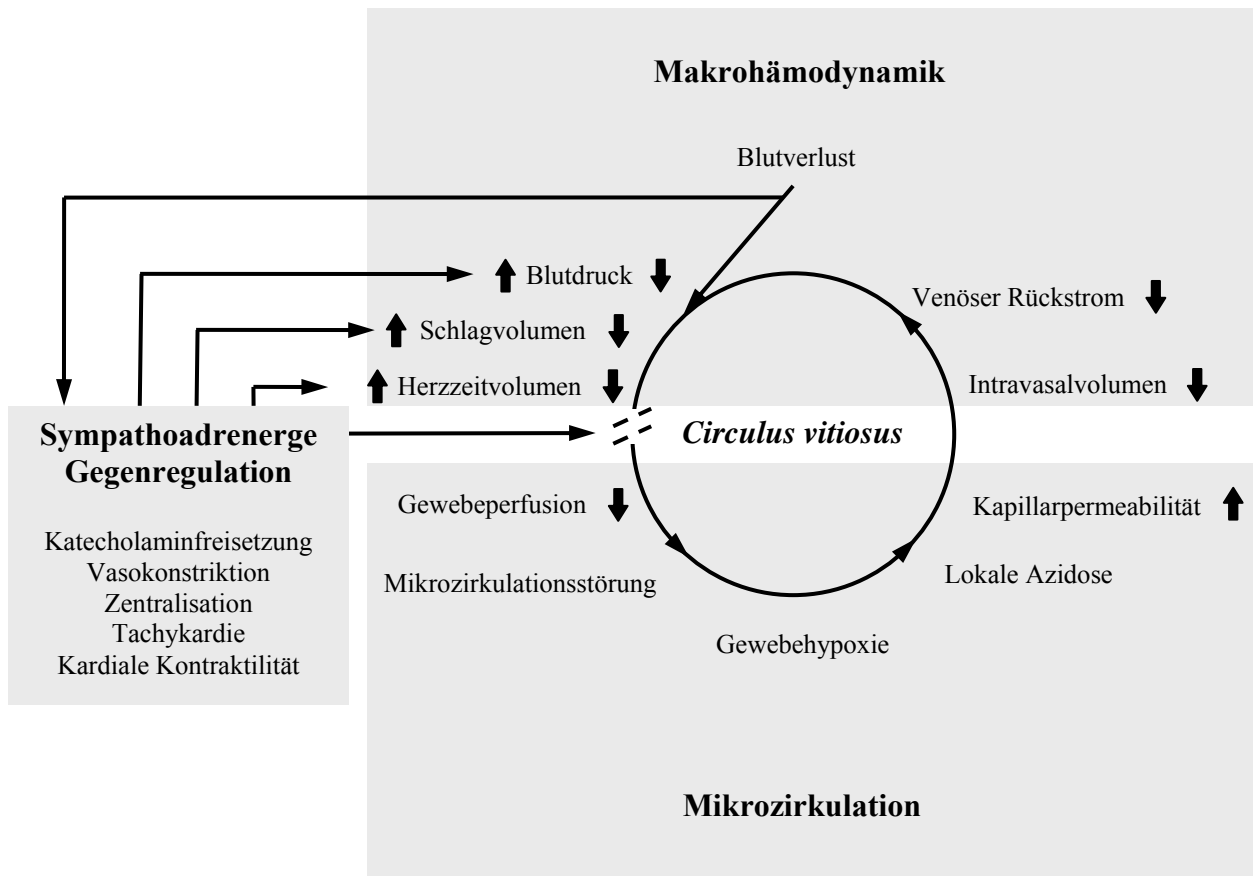 Makrohämodynamik
Blutverlust
Blutdruck
Schlagvolumen
Herzzeitvolumen
Venöser Rückstrom
Intravasalvolumen
Sympathoadrenerge
Gegenregulation
Katecholaminfreisetzung
Vasokonstriktion
Zentralisation
Tachykardie
Kardiale Kontraktilität
Circulus vitiosus
Gewebeperfusion
Mikrozirkulationsstörung
Gewebehypoxie
Lokale Azidose
Kapillarpermeabilität
Mikrozirkulation